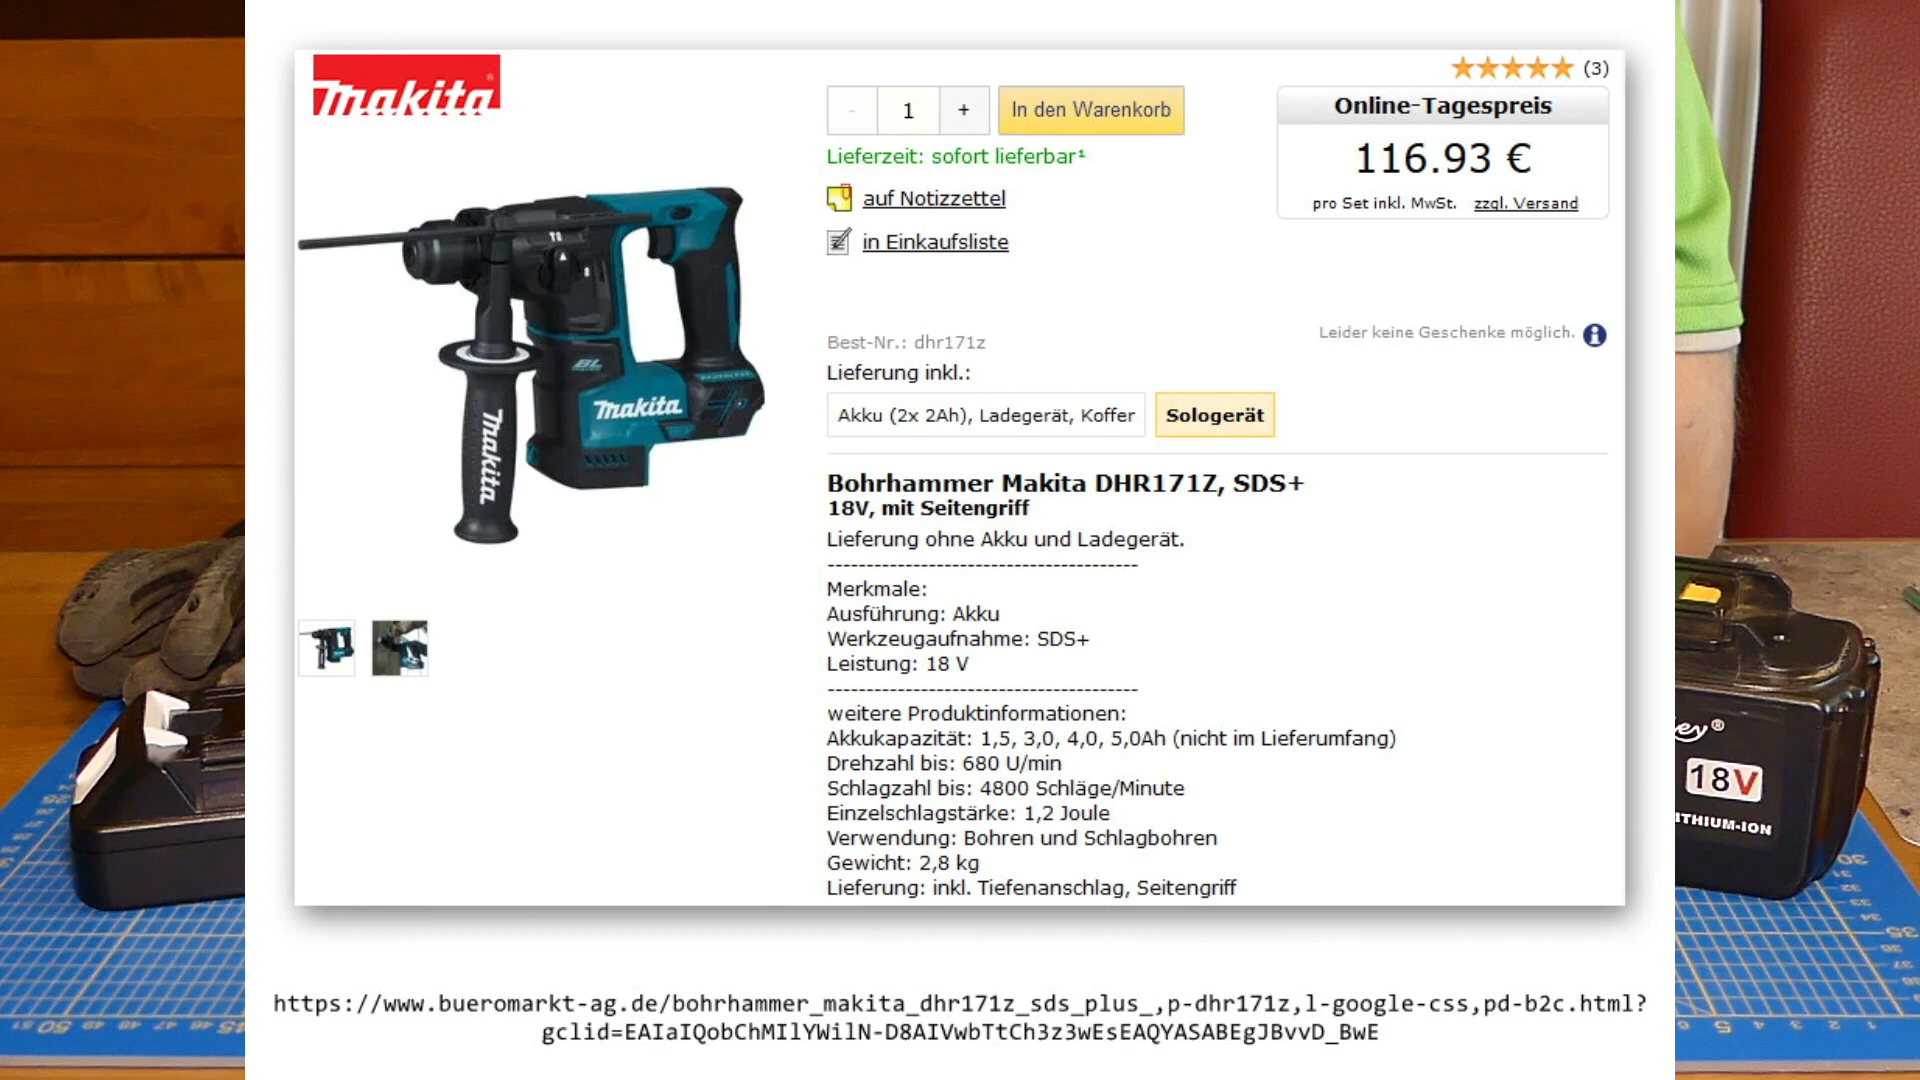 makita®
(3)
- 1 + In den Warenkorb
Online-Tagespreis
116.93 €
pro Set inkl. MwSt. zzgl. Versand
Lieferzeit: sofort lieferbar¹
auf Notizzettel
in Einkaufsliste
Leider keine Geschenke möglich.
Best-Nr.: dhr171z
Lieferung inkl.:
Akku (2x 2Ah), Ladegerät, Koffer Sologerät
BL
makita
makita
Bohrhammer Makita DHR171Z, SDS+
18V, mit Seitengriff
Lieferung ohne Akku und Ladegerät.
---------------------------------------
Merkmale:
Ausführung: Akku
Werkzeugaufnahme: SDS+
Leistung: 18 V
---------------------------------------
weitere Produktinformationen:
Akkukapazität: 1,5, 3,0, 4,0, 5,0Ah (nicht im Lieferumfang)
Drehzahl bis: 680 U/min
Schlagzahl bis: 4800 Schläge/Minute
Einzelschlagstärke: 1,2 Joule
Verwendung: Bohren und Schlagbohren
Gewicht: 2,8 kg
Lieferung: inkl. Tiefenanschlag, Seitengriff
ey®
18V
ITHIUM-ION
https://www.bueromarkt-ag.de/bohrhammer_makita_dhr171z_sds_plus_,p-dhr171z,l-google-css,pd-b2c.html?
gclid=EAIaIQobChMIlYWilN-D8AIVwbTtCh3z3wEsEAQYASABEgJBvvD_BwE